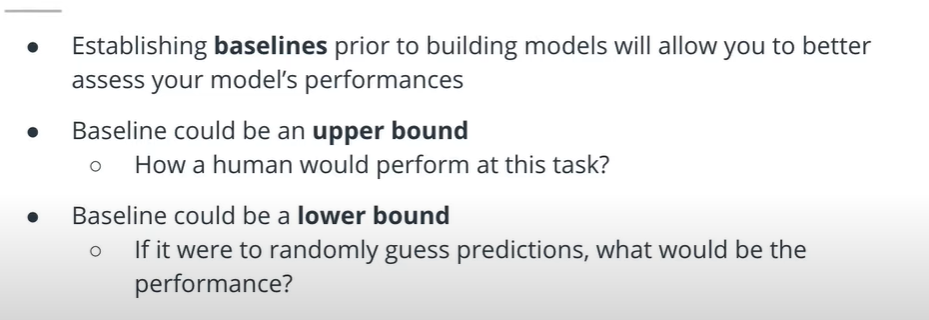 ● Establishing baselines prior to building models will allow you to better
assess your model's performances
● Baseline could be an upper bound
○ How a human would perform at this task?
● Baseline could be a lower bound
○ If it were to randomly guess predictions, what would be the
performance?